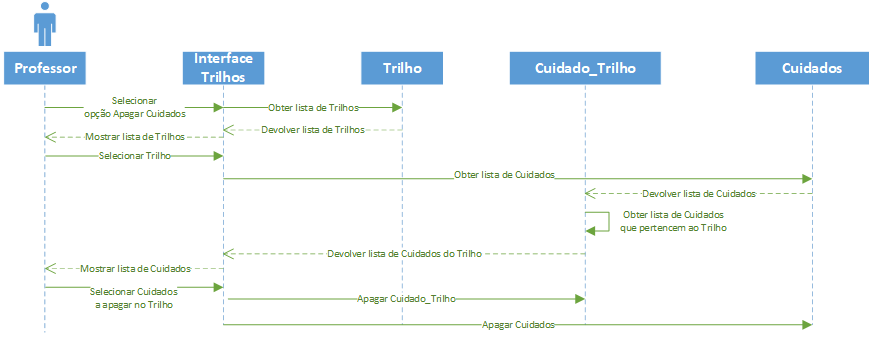 Professor
Interface
Trilhos
Trilho
Cuidado_Trilho
Cuidados
Selecionar
opção Apagar Cuidados
Obter lista de Trilhos
Devolver lista de Trilhos
Mostrar lista de Trilhos
Selecionar Trilho
Obter lista de Cuidados
Devolver lista de Cuidados
Obter lista de Cuidados
que pertencem ao Trilho
Devolver lista de Cuidados do Trilho
Mostrar lista de Cuidados
Selecionar Cuidados
a apagar no Trilho
Apagar Cuidado_Trilho
Apagar Cuidados